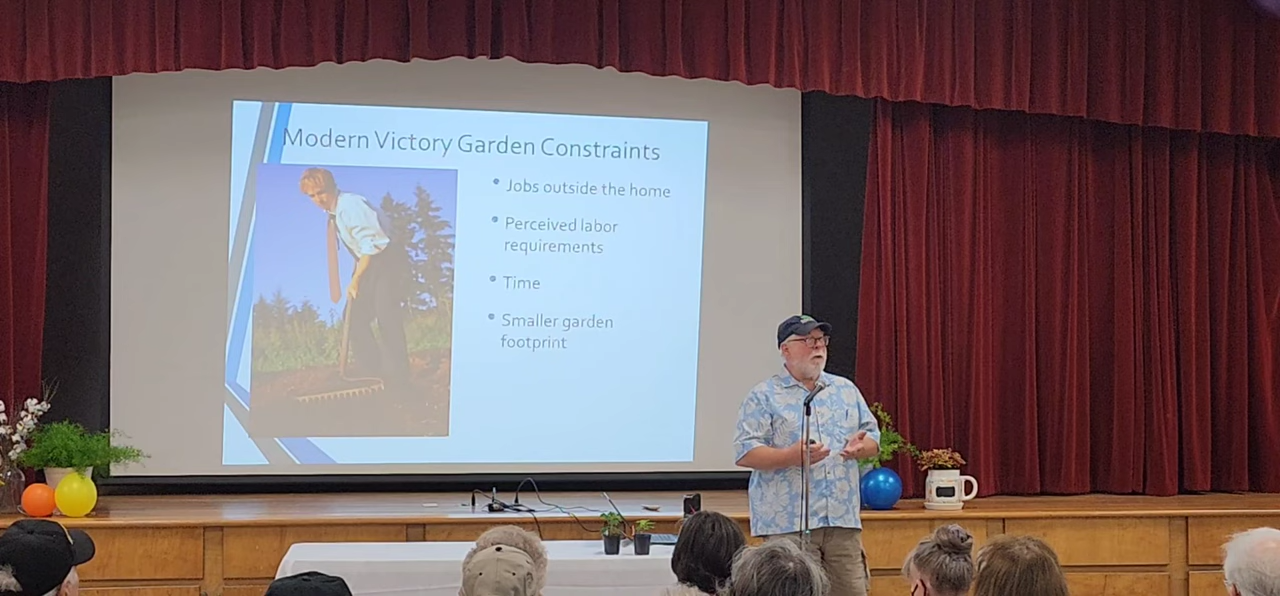 Modern Victory Garden Constraints
• Jobs outside the home
• Perceived labor
requirements
• Time
• Smaller garden
footprint